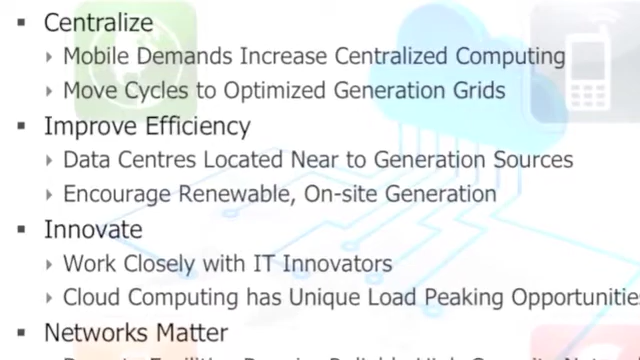 Centralize
Mobile Demands Increase Centralized Computing
Move Cycles to Optimized Generation Grids
Improve Efficiency
Data Centres Located Near to Generation Sources
Encourage Renewable, On-site Generation
Innovate
Work Closely with IT Innovators
Cloud Computing has Unique Load Peaking Opportunities
Networks Matter